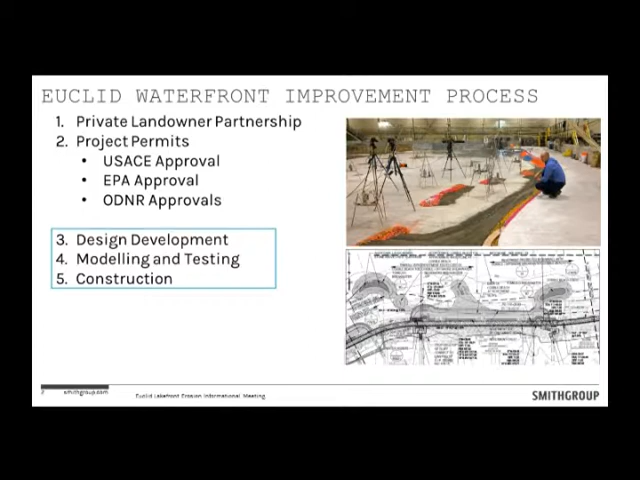 EUCLID WATERFRONT IMPROVEMENT PROCESS
1. Private Landowner Partnership
2. Project Permits
• USACE Approval
• EPA Approval
• ODNR Approvals
3. Design Development
4. Modelling and Testing
5. Construction
2 smithgroup.com Euclid Lakefront Erosion Informational Meeting SMITHGROUP